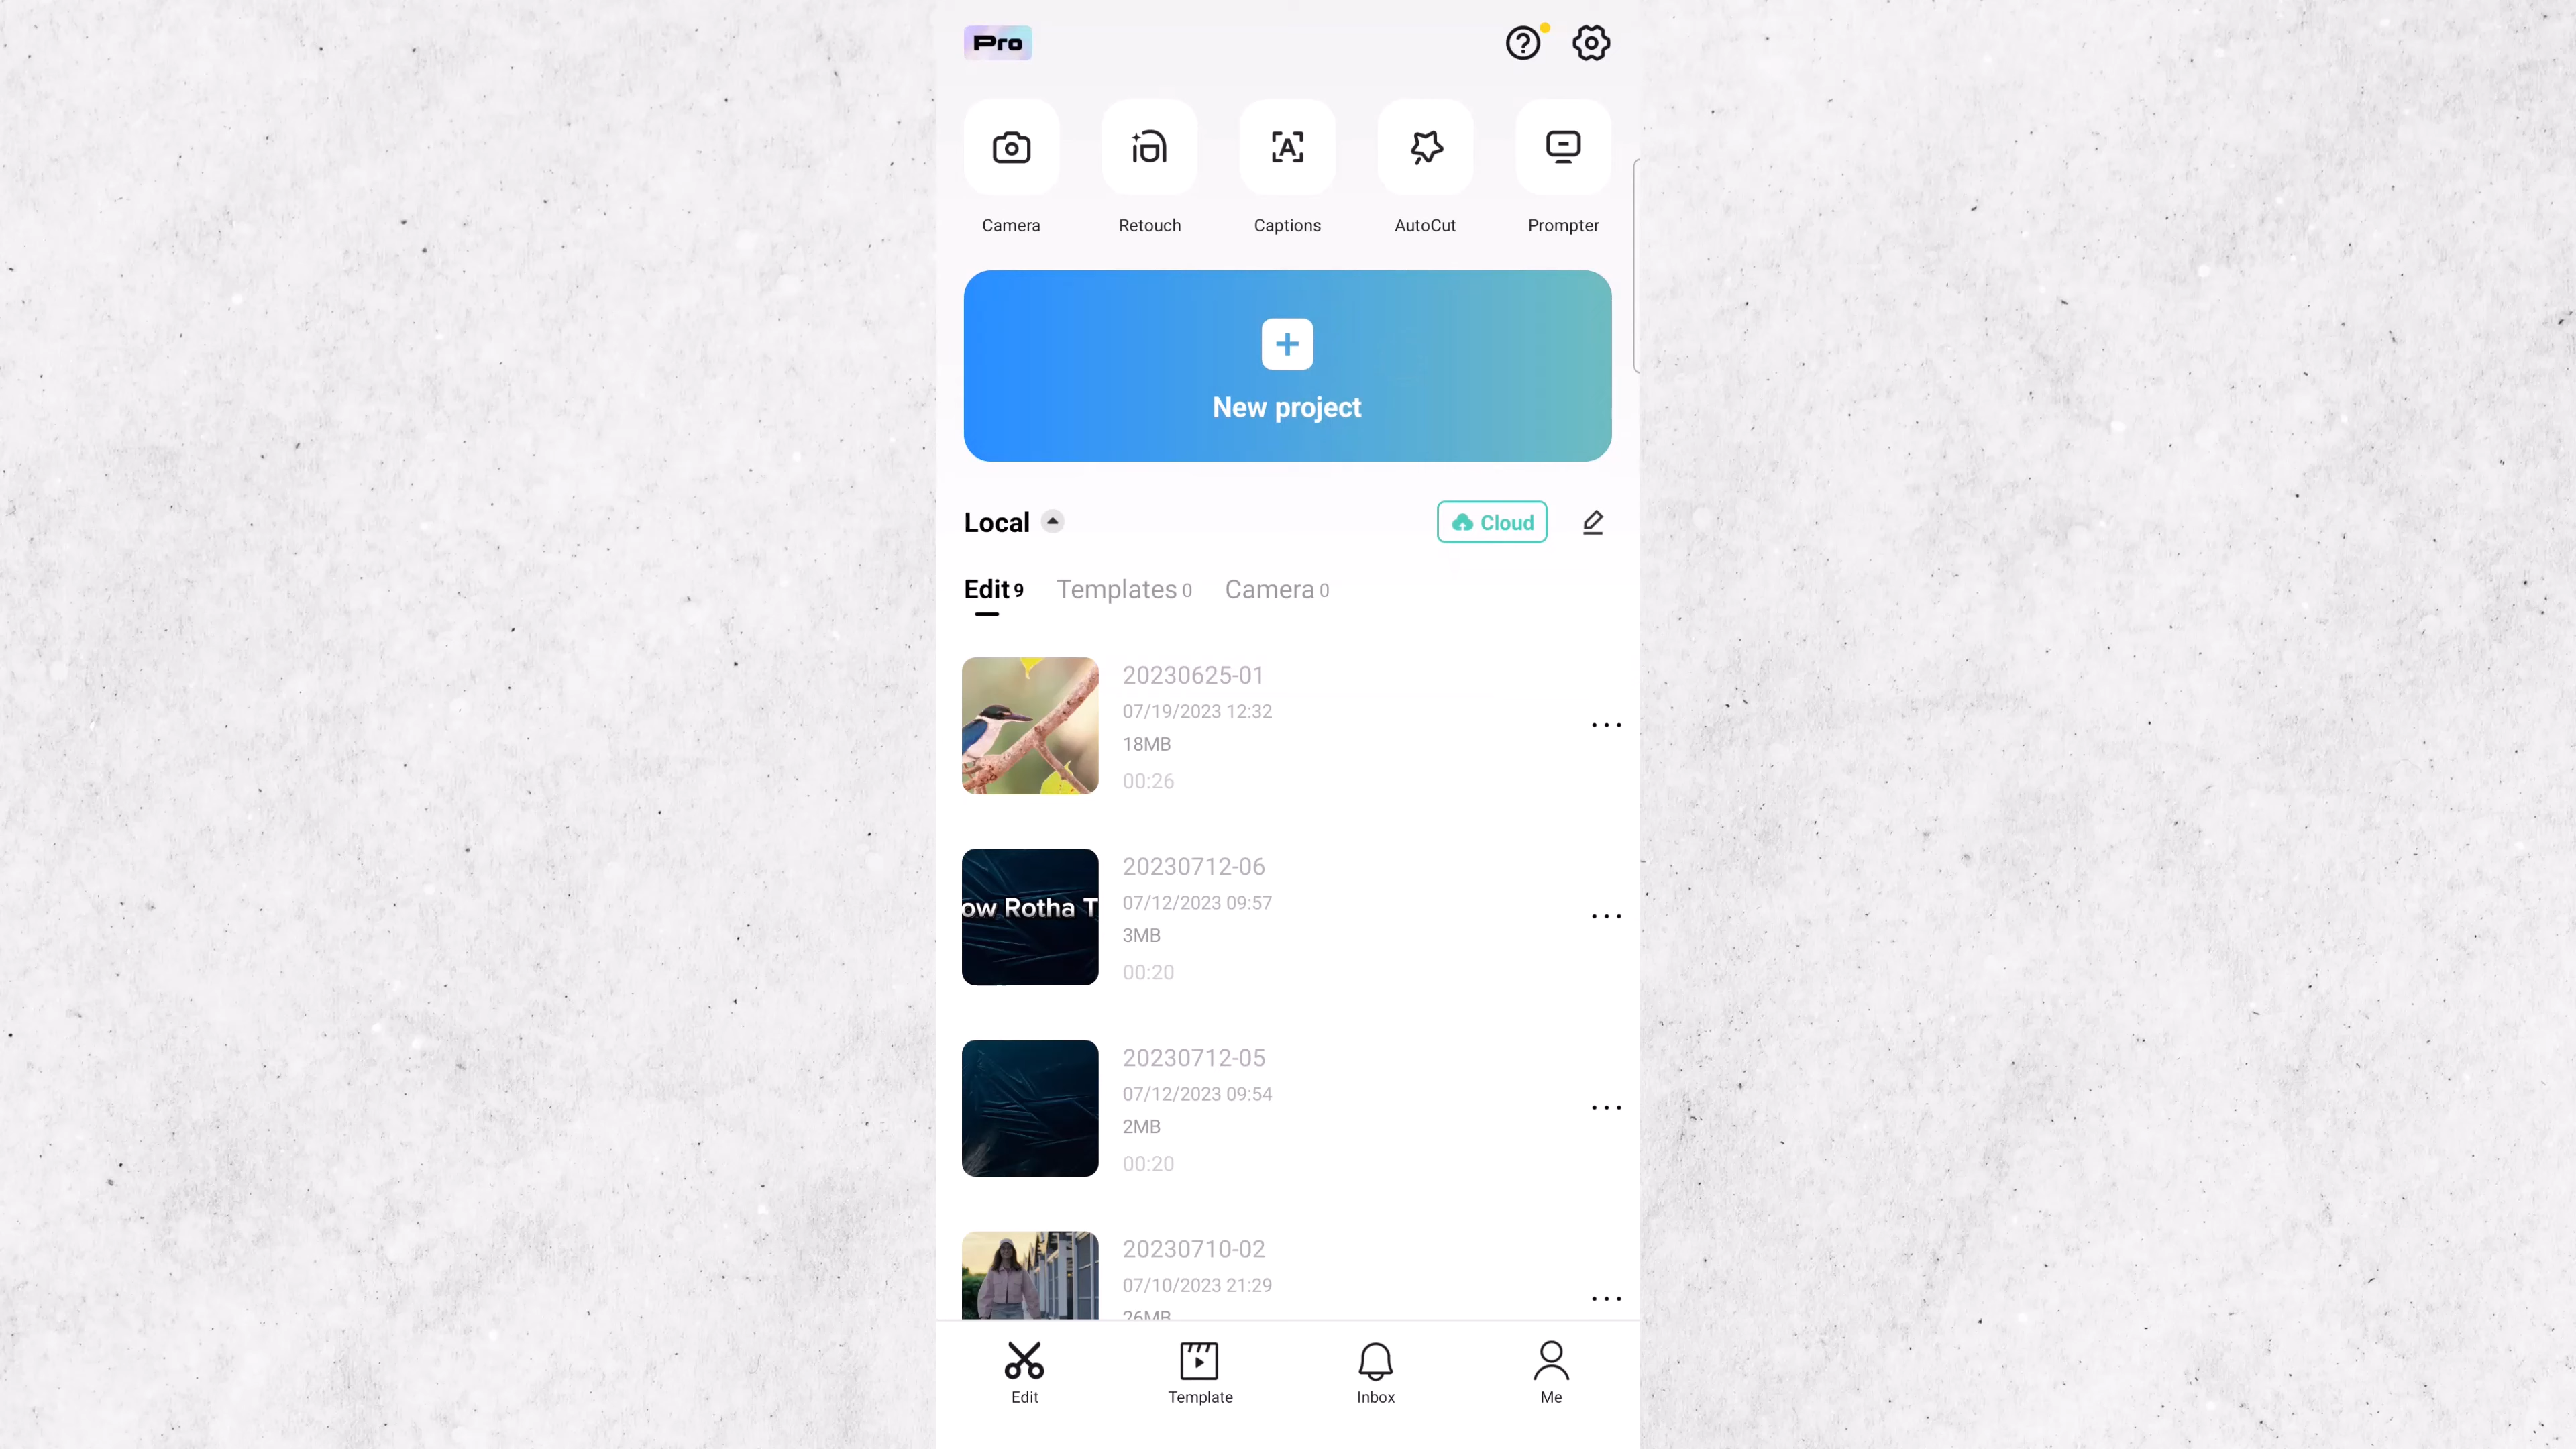 Pro
Camera
Retouch
Captions
AutoCut
Prompter
New project
Local
Cloud
Edit 9
Templates 0
Camera 0
20230625-01
07/19/2023 12:32
18MB
00:26
ow Rotha T
20230712-06
07/12/2023 09:57
3MB
00:20
20230712-05
07/12/2023 09:54
2MB
00:20
20230710-02
07/10/2023 21:29
26MB
Edit
Template
Inbox
Me